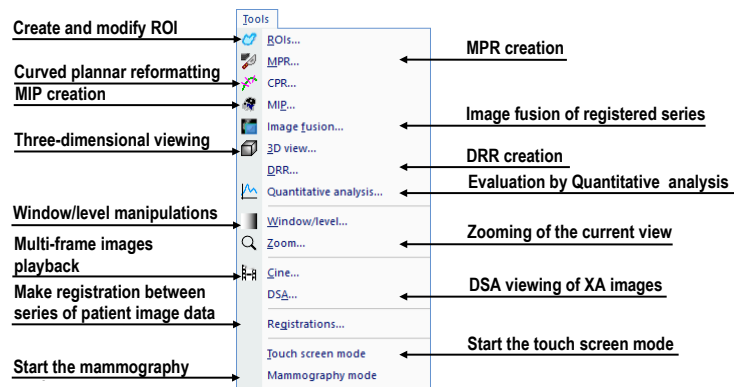 Tools
Create and modify ROI
ROIs...
MPR...
MPR creation
Curved plannar reformatting
CPR...
MIP creation
MIP...
Image fusion...
Image fusion of registered series
Three-dimensional viewing
3D view...
DRR...
DRR creation
Quantitative analysis...
Evaluation by Quantitative analysis
Window/level manipulations
Window/level...
Zoom...
Zooming of the current view
Multi-frame images
playback
Cine...
DSA...
DSA viewing of XA images
Make registration between
series of patient image data
Registrations...
Touch screen mode
Start the touch screen mode
Start the mammography
Mammography mode